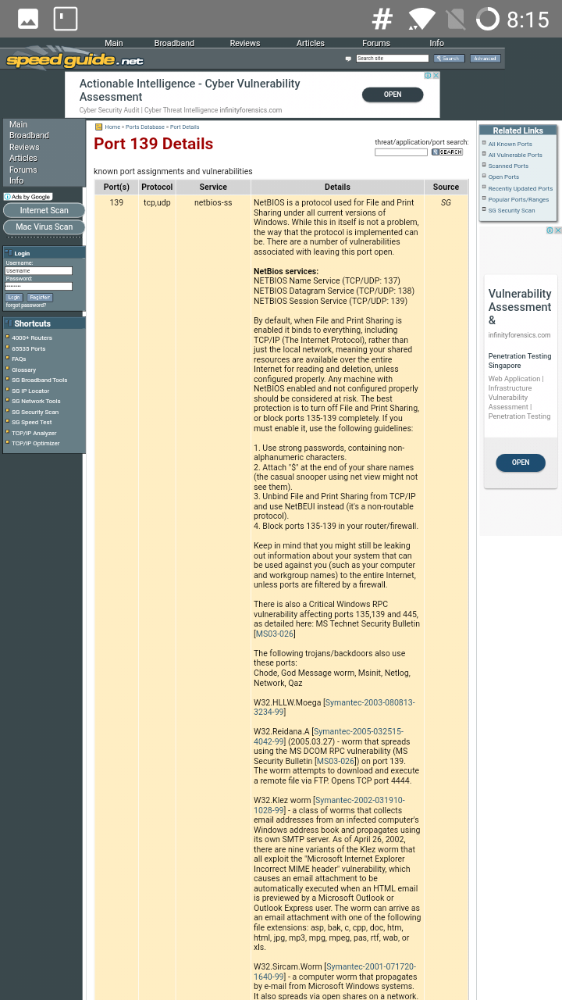 8:15
Main Broadband Reviews Articles Forums Info
speedguide.net
Search site Search Advanced
Actionable Intelligence - Cyber Vulnerability
Assessment
Cyber Security Audit | Cyber Threat Intelligence infinityforensics.com
OPEN
Main
Broadband
Reviews
Articles
Forums
Info
Ads by Google
Internet Scan
Mac Virus Scan
Login
Username:
Username
Password:
Login Register
forgot password?
Shortcuts
4000+ Routers
65535 Ports
FAQs
Glossary
SG Broadband Tools
SG IP Locator
SG Network Tools
SG Security Scan
SG Speed Test
TCP/IP Analyzer
TCP/IP Optimizer
Home » Ports Database » Port Details
Port 139 Details
threat/application/port search:
SEARCH
known port assignments and vulnerabilities
Port(s) Protocol Service Details Source
139 tcp,udp netbios-ss NetBIOS is a protocol used for File and Print SG
Sharing under all current versions of
Windows. While this in itself is not a problem,
the way that the protocol is implemented can
be. There are a number of vulnerabilities
associated with leaving this port open.
NetBios services:
NETBIOS Name Service (TCP/UDP: 137)
NETBIOS Datagram Service (TCP/UDP: 138)
NETBIOS Session Service (TCP/UDP: 139)
By default, when File and Print Sharing is
enabled it binds to everything, including
TCP/IP (The Internet Protocol), rather than
just the local network, meaning your shared
resources are available over the entire
Internet for reading and deletion, unless
configured properly. Any machine with
NetBIOS enabled and not configured properly
should be considered at risk. The best
protection is to turn off File and Print Sharing,
or block ports 135-139 completely. If you
must enable it, use the following guidelines:
1. Use strong passwords, containing non-
alphanumeric characters.
2. Attach "$" at the end of your share names
(the casual snooper using net view might not
see them).
3. Unbind File and Print Sharing from TCP/IP
and use NetBEUI instead (it's a non-routable
protocol).
4. Block ports 135-139 in your router/firewall.
Keep in mind that you might still be leaking
out information about your system that can
be used against you (such as your computer
and workgroup names) to the entire Internet,
unless ports are filtered by a firewall.
There is also a Critical Windows RPC
vulnerability affecting ports 135,139 and 445,
as detailed here: MS Technet Security Bulletin
[MS03-026]
The following trojans/backdoors also use
these ports:
Chode, God Message worm, Msinit, Netlog,
Network, Qaz
W32.HLLW.Moega [Symantec-2003-080813-
3234-99]
W32.Reidana.A [Symantec-2005-032515-
4042-99] (2005.03.27) - worm that spreads
using the MS DCOM RPC vulnerability (MS
Security Bulletin [MS03-026]) on port 139.
The worm attempts to download and execute
a remote file via FTP. Opens TCP port 4444.
W32.Klez worm [Symantec-2002-031910-
1028-99] - a class of worms that collects
email addresses from an infected computer's
Windows address book and propagates using
its own SMTP server. As of April 26, 2002,
there are nine variants of the Klez worm that
all exploit the "Microsoft Internet Explorer
Incorrect MIME header" vulnerability, which
causes an email attachment to be
automatically executed when an HTML email
is previewed by a Microsoft Outlook or
Outlook Express user. The worm can arrive as
an email attachment with one of the following
file extensions: asp, bak, c, cpp, doc, htm,
html, jpg, mp3, mpg, mpeg, pas, rtf, wab, or
xls.
W32.Sircam.Worm [Symantec-2001-071720-
1640-99] - a computer worm that propagates
by e-mail from Microsoft Windows systems.
It also spreads via open shares on a network.
Related Links
All Known Ports
All Vulnerable Ports
Scanned Ports
Open Ports
Recently Updated Ports
Popular Ports/Ranges
SG Security Scan
Vulnerability
Assessment
&
infinityforensics.com
Penetration Testing
Singapore
Web Application |
Infrastructure
Vulnerability
Assessment |
Penetration Testing
OPEN